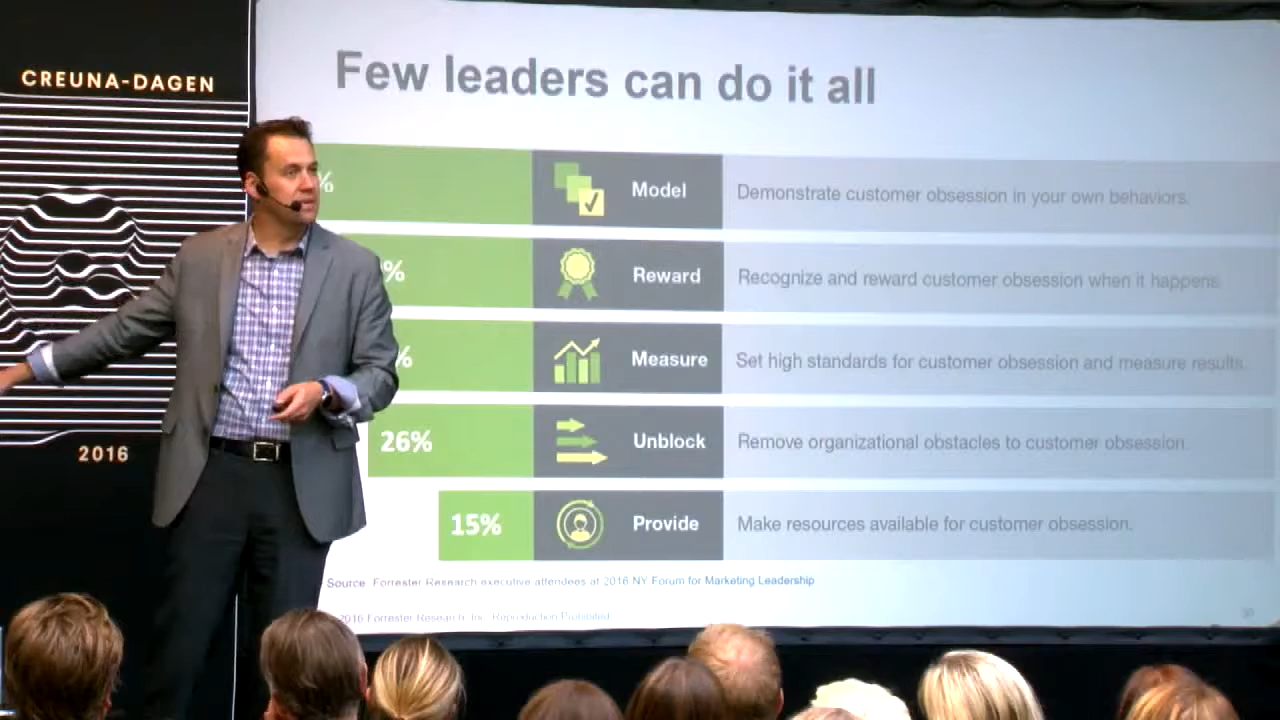 CREUNA-DAGEN
2016
Few leaders can do it all
% Model Demonstrate customer obsession in your own behaviors.
% Reward Recognize and reward customer obsession when it happens.
% Measure Set high standards for customer obsession and measure results.
26% Unblock Remove organizational obstacles to customer obsession.
15% Provide Make resources available for customer obsession.
Source: Forrester Research executive attendees at 2016 NY Forum for Marketing Leadership
2016 Forrester Research, Inc. Reproduction Prohibited